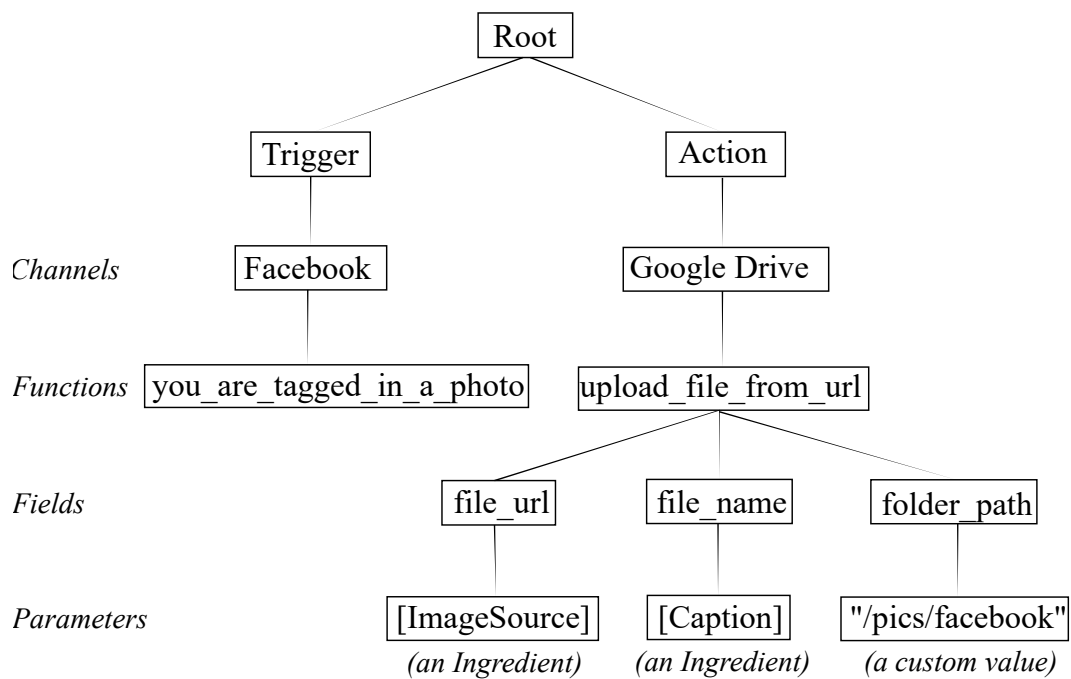 Root
Trigger Action
Channels Facebook Google Drive
Functions you_are_tagged_in_a_photo upload_file_from_url
Fields file_url file_name folder_path
Parameters [ImageSource] [Caption] "/pics/facebook"
(an Ingredient) (an Ingredient) (a custom value)